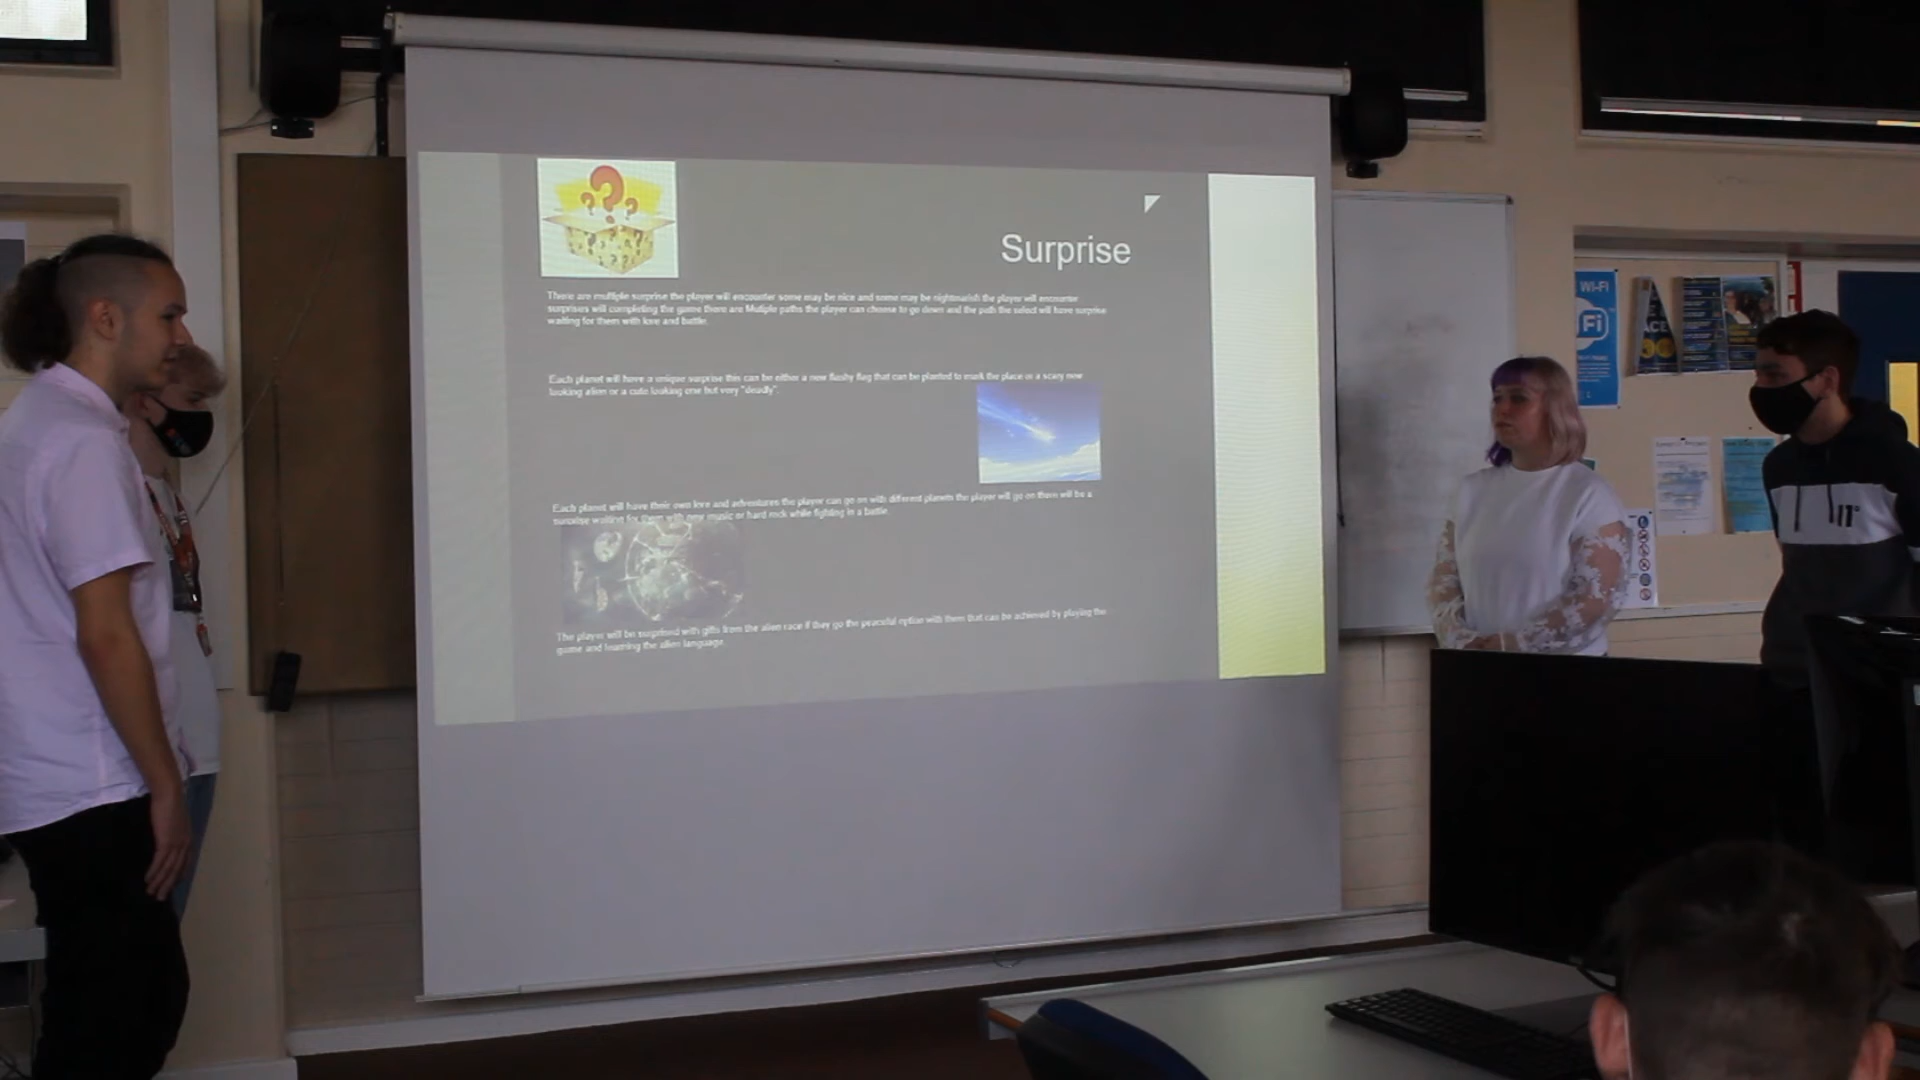 Surprise
There are multiple surprise the player will encounter some may be nice and some may be nightmarish the player will encounter
surprises will completing the game there are Mutiple paths the player can choose to go down and the path the select will have surprise
waiting for them with lore and battle.
Each planet will have a unique surprise this can be either a new flashy flag that can be planted to mark the place or a scary new
looking alien or a cute looking one but very "deadly".
Each planet will have their own lore and adventures the player can go on with different planets the player will go on there will be a
surprise waiting for them with new music or hard rock while fighting in a battle.
The player will be surprised with gifts from the alien race if they go the peaceful option with them that can be achieved by playing the
game and learning the alien language.
WI-FI
Fi